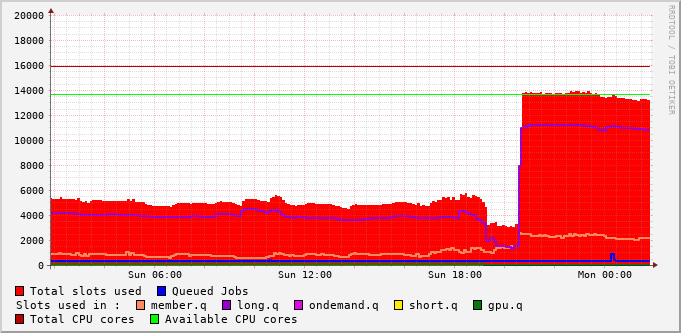 20000
18000
16000
14000
12000
10000
8000
6000
4000
2000
0
Sun 06:00 Sun 12:00 Sun 18:00 Mon 00:00
RRDTOOL / TOBI OETIKER
Total slots used Queued Jobs
Slots used in : member.q long.q ondemand.q short.q gpu.q
Total CPU cores Available CPU cores